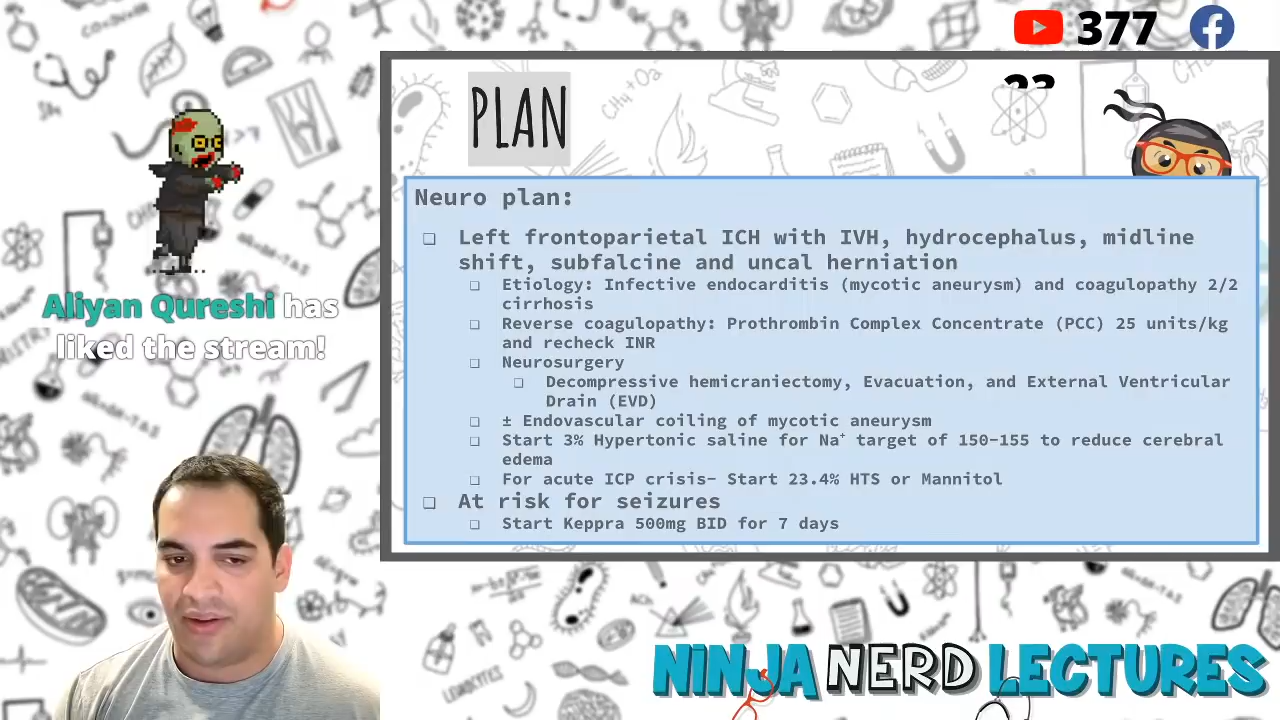 377
PLAN
Neuro plan:
❑ Left frontoparietal ICH with IVH, hydrocephalus, midline
shift, subfalcine and uncal herniation
❑ Etiology: Infective endocarditis (mycotic aneurysm) and coagulopathy 2/2
cirrhosis
❑ Reverse coagulopathy: Prothrombin Complex Concentrate (PCC) 25 units/kg
and recheck INR
❑ Neurosurgery
❑ Decompressive hemicraniectomy, Evacuation, and External Ventricular
Drain (EVD)
❑ ± Endovascular coiling of mycotic aneurysm
❑ Start 3% Hypertonic saline for Na⁺ target of 150-155 to reduce cerebral
edema
❑ For acute ICP crisis- Start 23.4% HTS or Mannitol
❑ At risk for seizures
❑ Start Keppra 500mg BID for 7 days
Aliyan Qureshi has
liked the stream!
NINJA NERD LECTURES